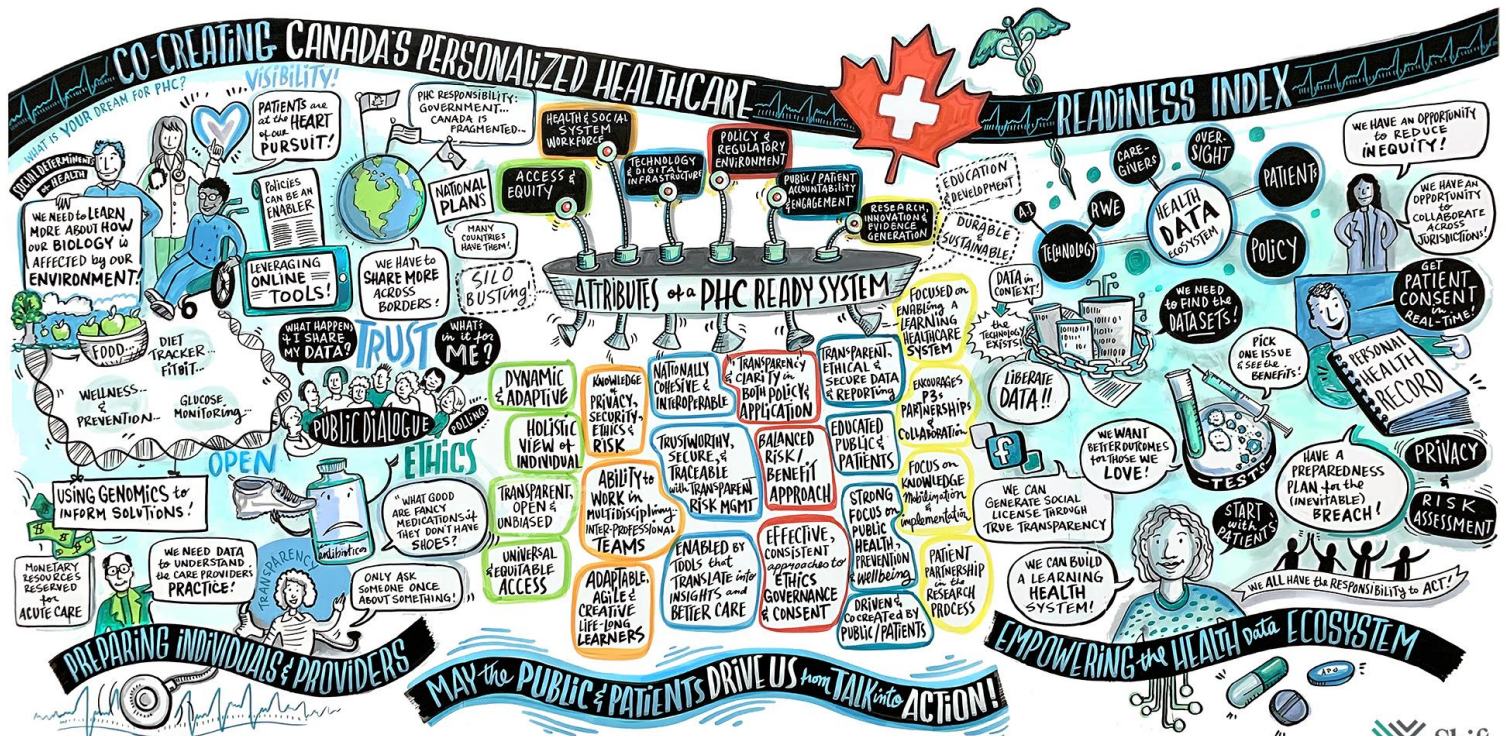 CO-CREATING CANADA'S PERSONALIZED HEALTHCARE
READINESS INDEX
WHAT IS YOUR DREAM FOR PHC?
VISIBILITY!
SOCIAL DETERMINENTS
of HEALTH
PATIENTS are
at the HEART
of our
PURSUIT!
WE NEED to LEARN
MORE ABOUT HOW
OUR BIOLOGY is
AFFECTED by OUR
ENVIRONMENT!
POLICIES
CAN BE AN
ENABLER
LEVERAGING
ONLINE
TOOLS!
PHC RESPONSIBILITY:
GOVERNMENT...
CANADA is
FRAGMENTED...
NATIONAL
PLANS
MANY
COUNTRIES
HAVE THEM!
WE HAVE to
SHARE MORE
ACROSS
BORDERS!
SILO
BUSTING!
FOOD...
DIET
TRACKER...
FITBIT...
WELLNESS...
&
PREVENTION...
GLUCOSE
MONITORING...
WHAT HAPPENS
if I SHARE
MY DATA?
TRUST
WHAT'S
in it for
ME?
PUBLIC DIALOGUE
POLLING!
OPEN
ETHICS
USING GENOMICS to
INFORM SOLUTIONS!
antibiotics
"WHAT GOOD
ARE FANCY
MEDICATIONS if
THEY DON'T HAVE
SHOES?
MONETARY
RESOURCES
RESERVED
for
ACUTE CARE
WE NEED DATA
to UNDERSTAND
the CARE PROVIDERS
PRACTICE!
TRANSPARENCY
ONLY ASK
SOMEONE ONCE
ABOUT SOMETHING!
PREPARING INDIVIDUALS & PROVIDERS
ACCESS &
EQUITY
HEALTH & SOCIAL
SYSTEM
WORKFORCE
TECHNOLOGY
& DIGITAL
INFRASTRUCTURE
POLICY &
REGULATORY
ENVIRONMENT
PUBLIC/PATIENT
ACCOUNTABILITY
& ENGAGEMENT
RESEARCH,
INNOVATION &
EVIDENCE
GENERATION
EDUCATION
DEVELOPMENT
DURABLE
SUSTAINABLE
ATTRIBUTES of a PHC READY SYSTEM
DYNAMIC
& ADAPTIVE
HOLISTIC
VIEW of
INDIVIDUAL
TRANSPARENT,
OPEN &
UNBIASED
UNIVERSAL
& EQUITABLE
ACCESS
KNOWLEDGE
of PRIVACY,
SECURITY,
ETHICS &
RISK
ABILITY to
WORK in
MULTIDISCIPLINARY
INTER-PROFESSIONAL
TEAMS
ADAPTABLE,
AGILE &
CREATIVE
LIFE-LONG
LEARNERS
NATIONALLY
COHESIVE &
INTEROPERABLE
TRUSTWORTHY,
SECURE, &
TRACEABLE
with TRANSPARENT
RISK MGMT
ENABLED BY
TOOLS that
TRANSLATE into
INSIGHTS and
BETTER CARE
TRANSPARENCY
& CLARITY in
BOTH POLICY &
APPLICATION
BALANCED
RISK/
BENEFIT
APPROACH
EFFECTIVE,
CONSISTENT
approaches to
ETHICS
GOVERNANCE
& CONSENT
TRANSPARENT,
ETHICAL &
SECURE DATA
& REPORTING
EDUCATED
PUBLIC &
PATIENTS
STRONG
FOCUS on
PUBLIC
HEALTH,
PREVENTION
& wellbeing
DRIVEN &
Co created by
PUBLIC/PATIENTS
FOCUSED on
ENABLING A
LEARNING
HEALTHCARE
SYSTEM
ENCOURAGES
P3s
PARTNERSHIPS
&
COLLABORATION
FOCUS on
KNOWLEDGE
Mobilization
&
implementation
PATIENT
PARTNERSHIP
in the
RESEARCH
PROCESS
MAY the PUBLIC & PATIENTS DRIVE US from TALK into ACTION!
CARE-
GIVERS
OVER-
SIGHT
PATIENTS
A.I
RWE
TECHNOLOGY
HEALTH
DATA
ECOSYSTEM
POLICY
WE HAVE AN OPPORTUNITY
to REDUCE
INEQUITY!
WE HAVE AN
OPPORTUNITY
to
COLLABORATE
ACROSS
JURISDICTIONS!
DATA in
CONTEXT!
the
TECHNOLOGY
EXISTS!
WE NEED
to FIND the
DATA SETS!
GET
PATIENT
CONSENT
in
REAL-TIME!
PICK
ONE ISSUE
& SEE the
BENEFITS!
PERSONAL
HEALTH
RECORD
LIBERATE
DATA!!
f
WE WANT
BETTER OUTCOMES
for THOSE WE
LOVE!
TESTS
HAVE A
PREPAREDNESS
PLAN for the
(INEVITABLE)
BREACH!
PRIVACY
&
RISK
ASSESSMENT
WE CAN
GENERATE SOCIAL
LICENSE THROUGH
TRUE TRANSPARENCY
START
with
PATIENTS
WE CAN BUILD
A LEARNING
HEALTH
SYSTEM!
WE ALL HAVE the RESPONSIBILITY to ACT!
EMPOWERING the HEALTH Data ECOSYSTEM